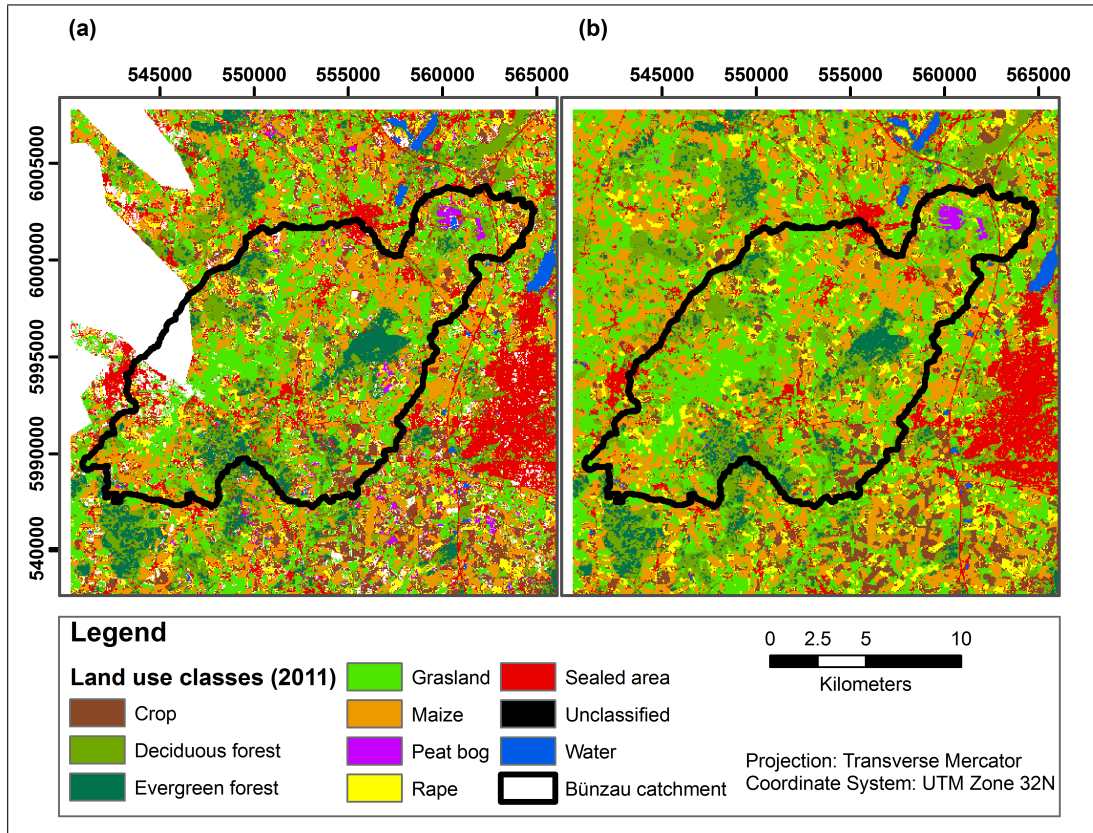 (a)
(b)
545000 550000 555000 560000 565000
545000 550000 555000 560000 565000
6005000
6000000
5995000
5990000
540000
Legend
Land use classes (2011)
Crop
Deciduous forest
Evergreen forest
Grasland
Maize
Peat bog
Rape
Sealed area
Unclassified
Water
Bünzau catchment
0 2.5 5 10
Kilometers
Projection: Transverse Mercator
Coordinate System: UTM Zone 32N